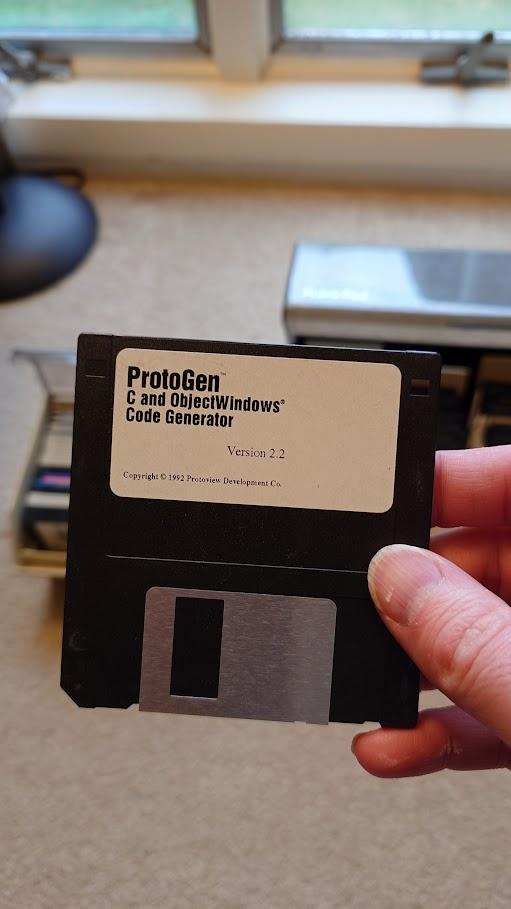 ProtoGen™
C and ObjectWindows®
Code Generator
Version 2.2
Copyright © 1992 Protoview Development Co.